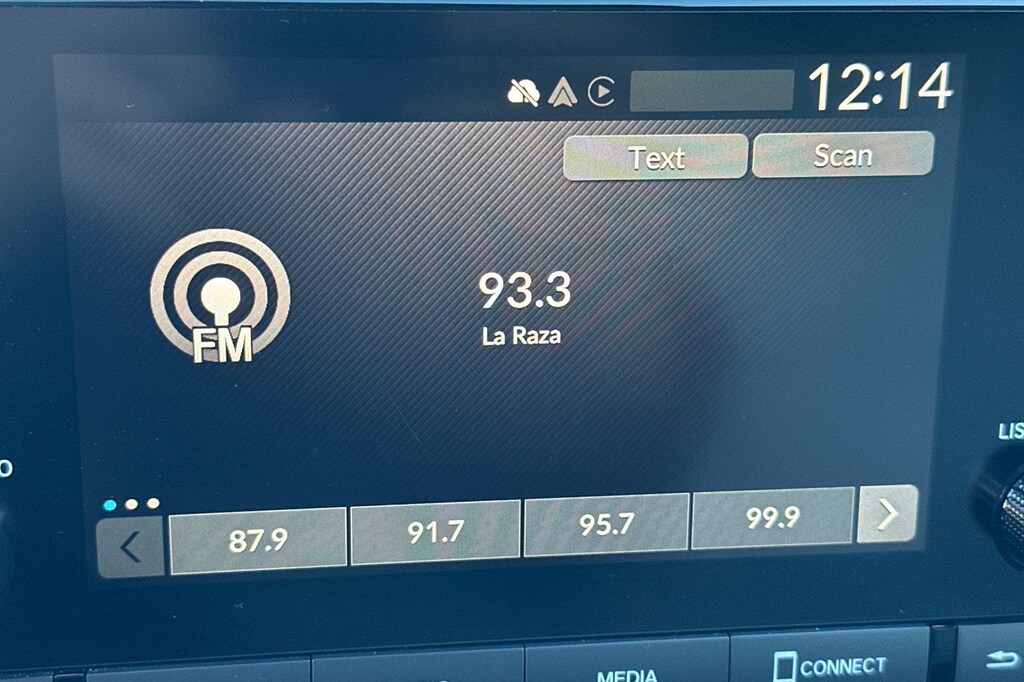 12:14
Text
Scan
FM
93.3
La Raza
87.9
91.7
95.7
99.9
MEDIA
CONNECT